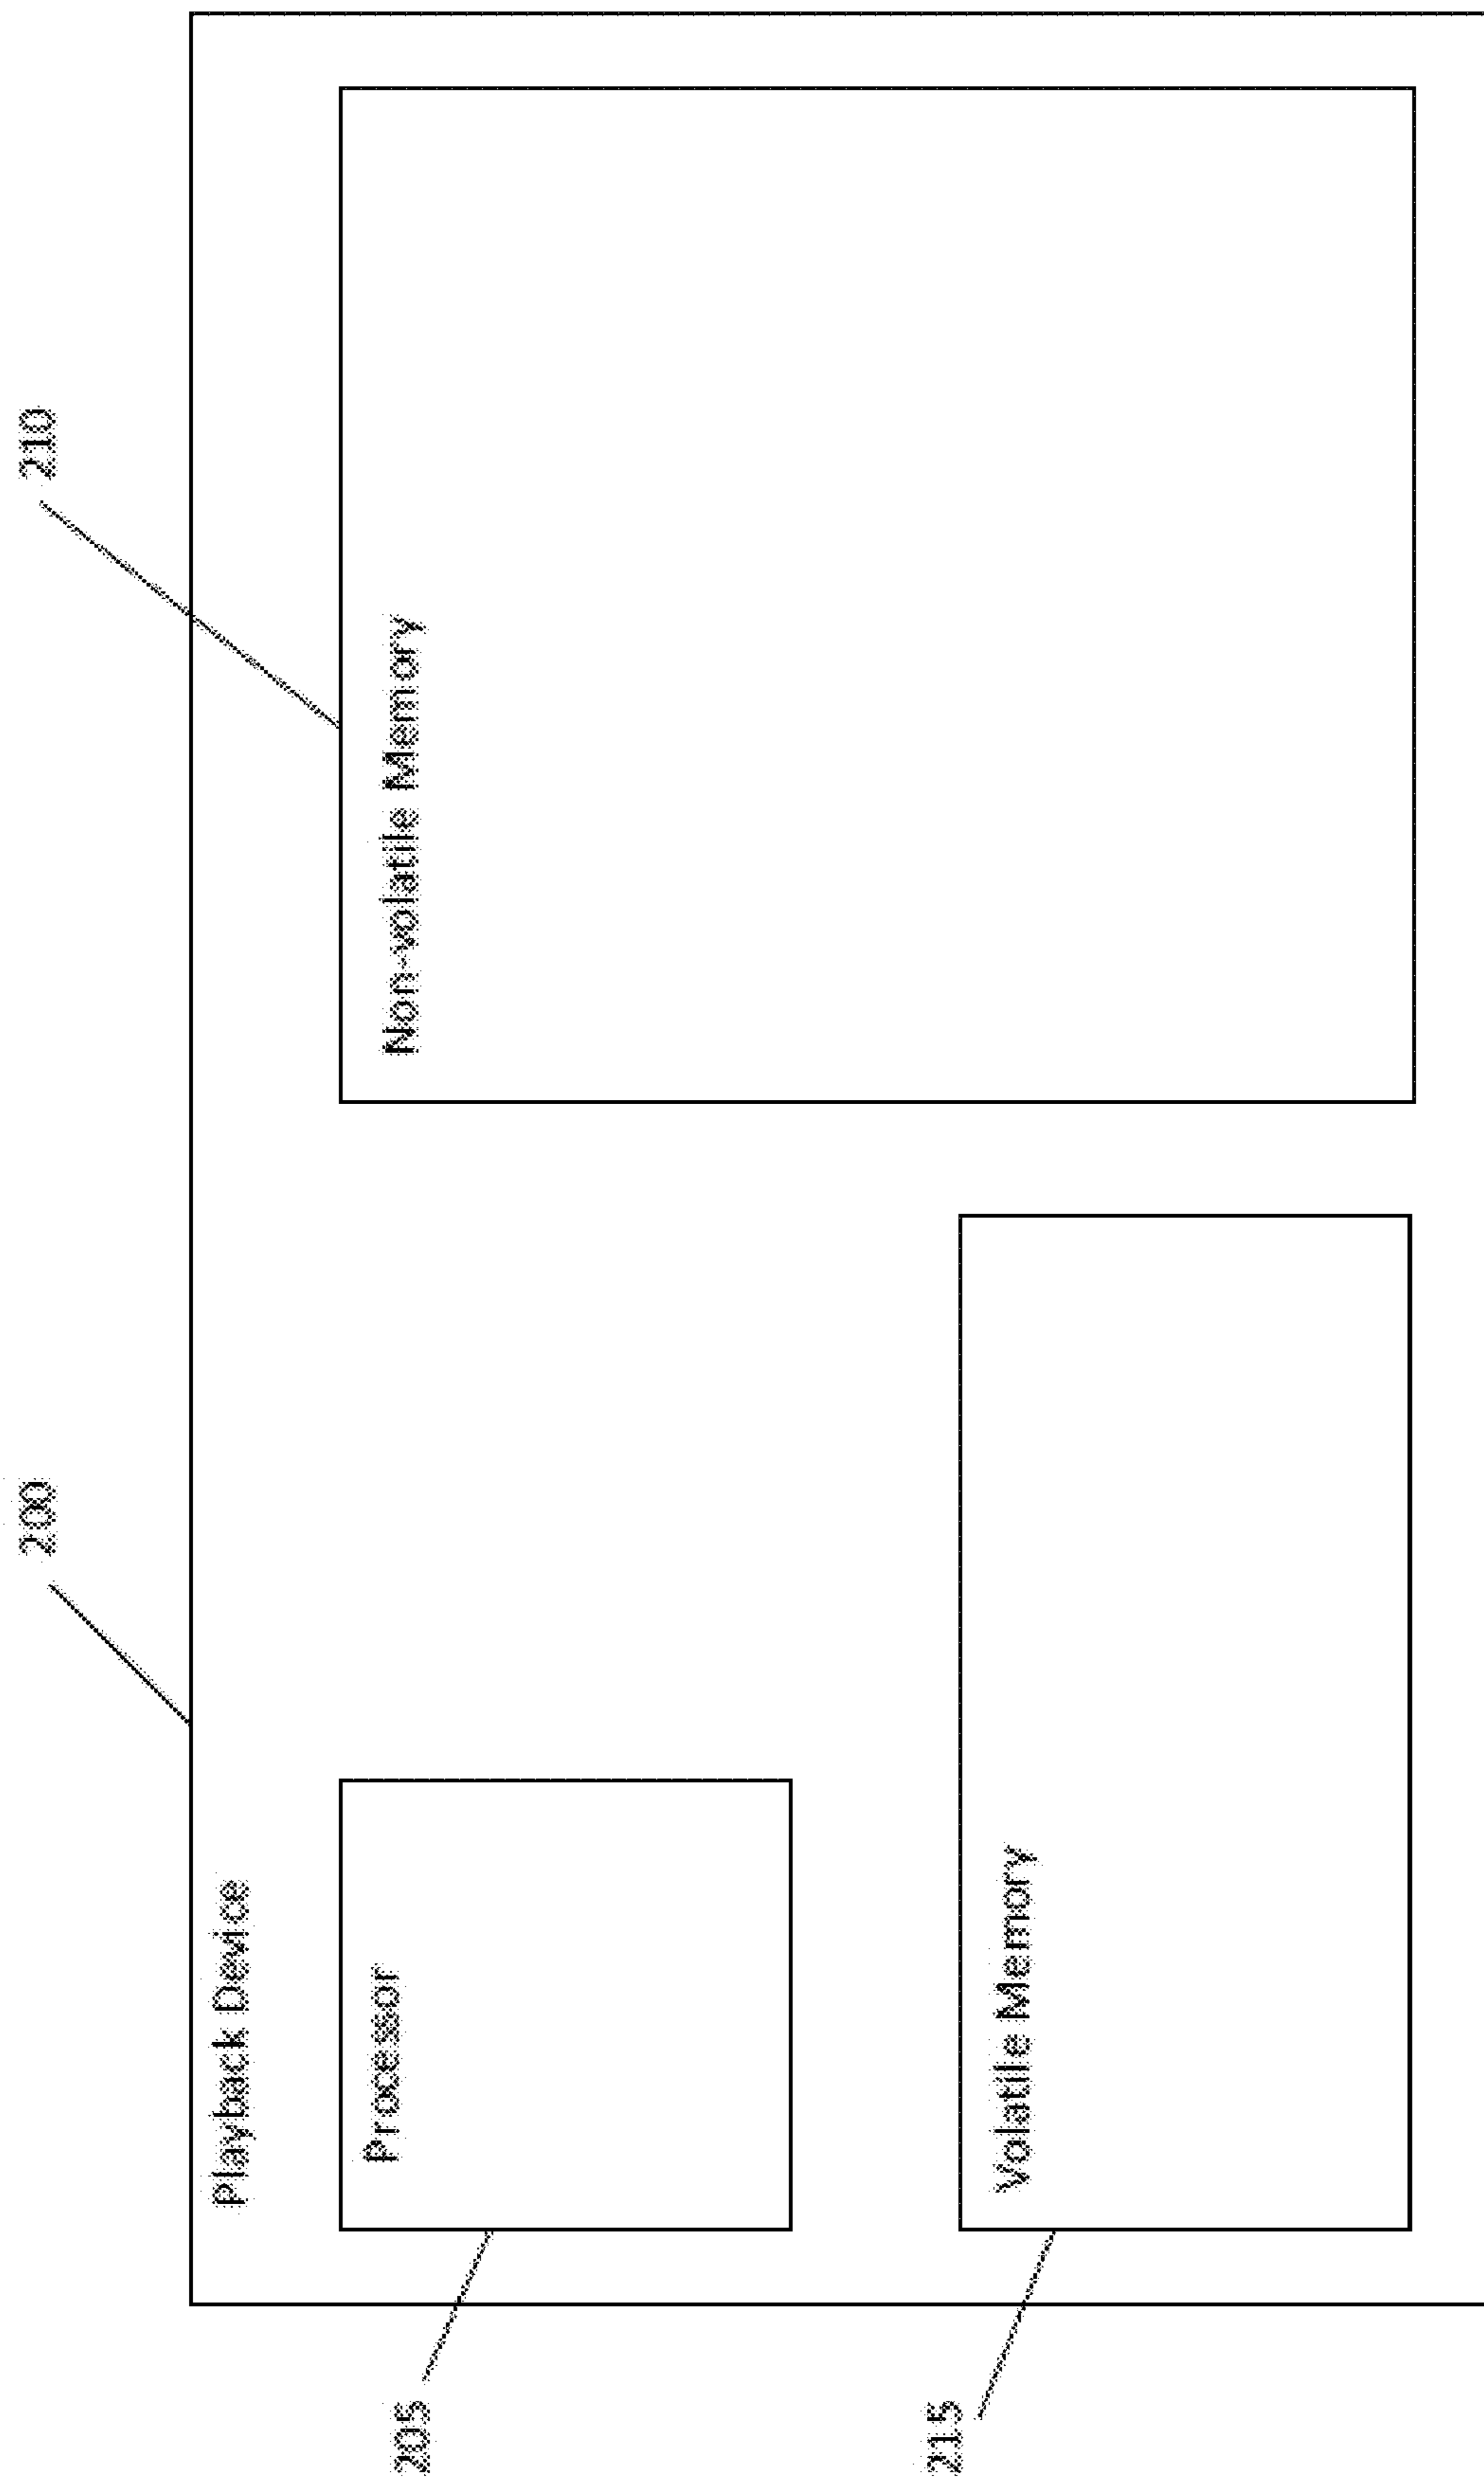 200
210
Playback Device
Processor
Non-volatile Memory
205
215
Volatile Memory